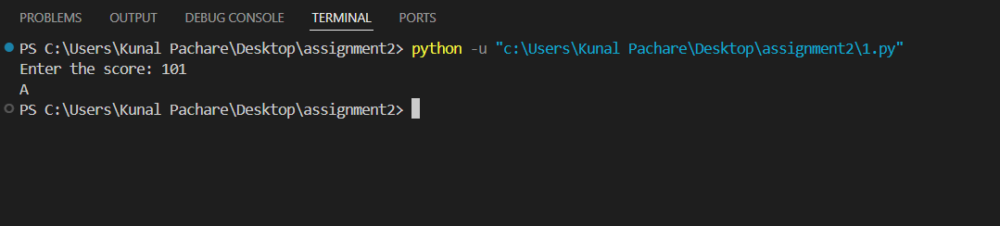 PROBLEMS OUTPUT DEBUG CONSOLE TERMINAL PORTS
PS C:\Users\Kunal Pachare\Desktop\assignment2> python -u "c:\Users\Kunal Pachare\Desktop\assignment2\1.py"
Enter the score: 101
A
PS C:\Users\Kunal Pachare\Desktop\assignment2>